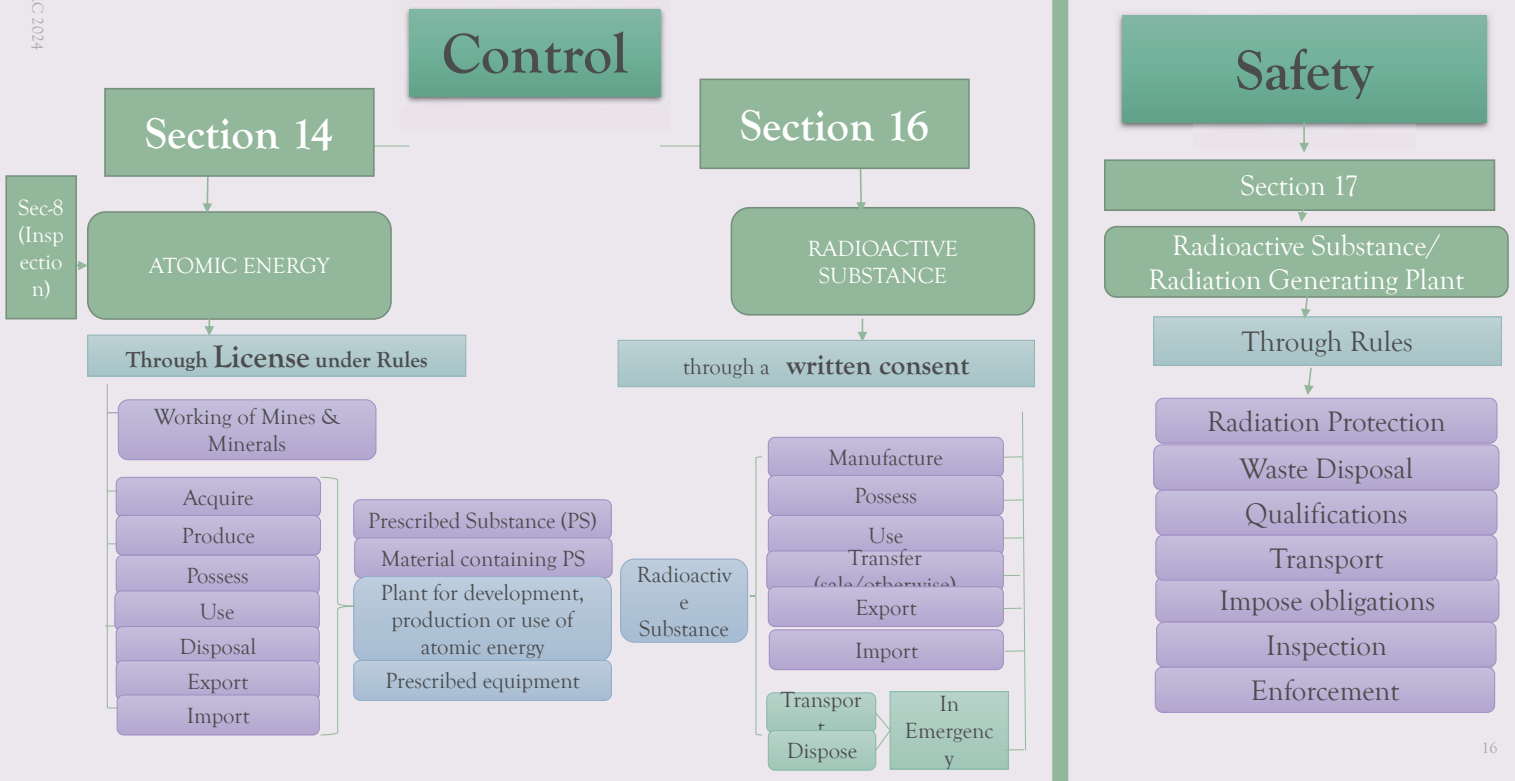 C 2024
Control
Section 14
Section 16
Sec-8
(Insp
ectio
n)
ATOMIC ENERGY
RADIOACTIVE
SUBSTANCE
Through License under Rules
through a written consent
Working of Mines &
Minerals
Acquire
Produce
Possess
Use
Disposal
Export
Import
Prescribed Substance (PS)
Material containing PS
Plant for development,
production or use of
atomic energy
Prescribed equipment
Radioactiv
e
Substance
Manufacture
Possess
Use
Transfer
(sale/otherwise)
Export
Import
Transpor
t
Dispose
In
Emergenc
y
Safety
Section 17
Radioactive Substance/
Radiation Generating Plant
Through Rules
Radiation Protection
Waste Disposal
Qualifications
Transport
Impose obligations
Inspection
Enforcement
16